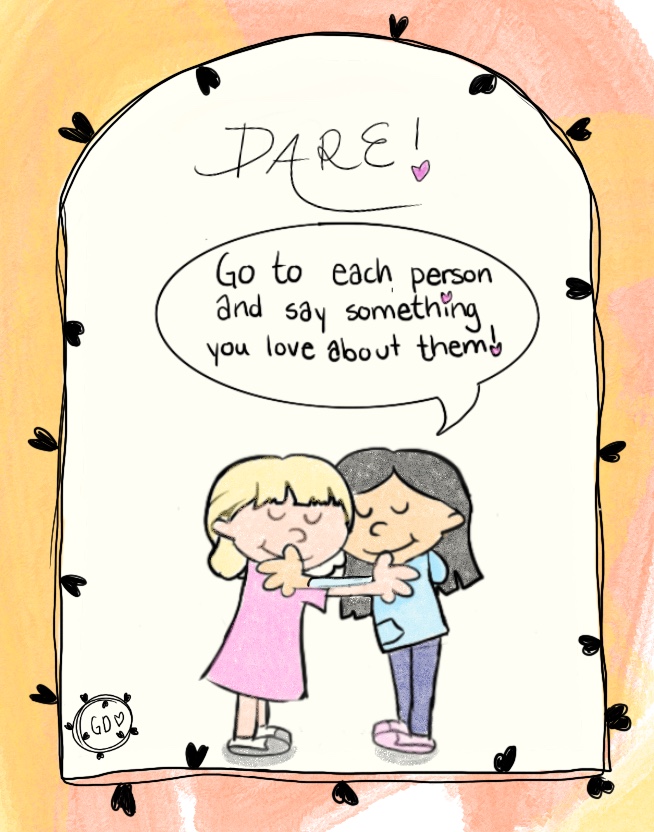 DARE!
Go to each person
and say something
you love about them!
GD